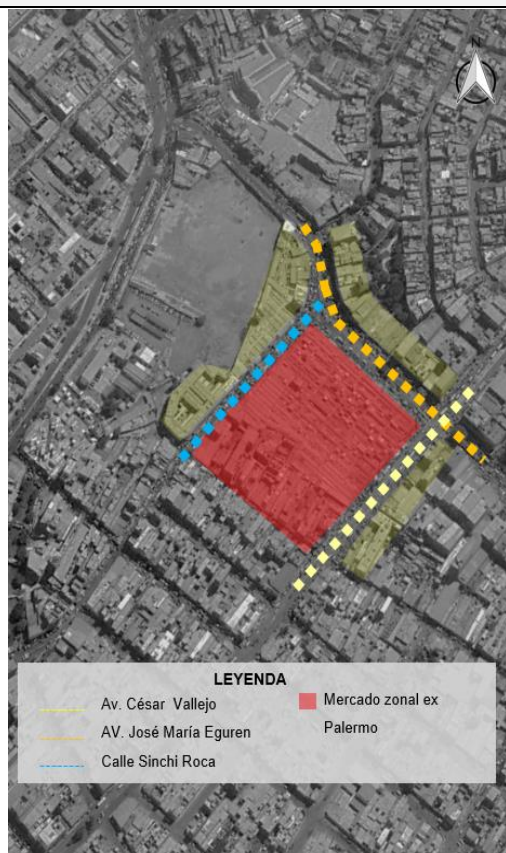 N
LEYENDA
Av. César Vallejo
AV. José María Eguren
Calle Sinchi Roca
Mercado zonal ex
Palermo